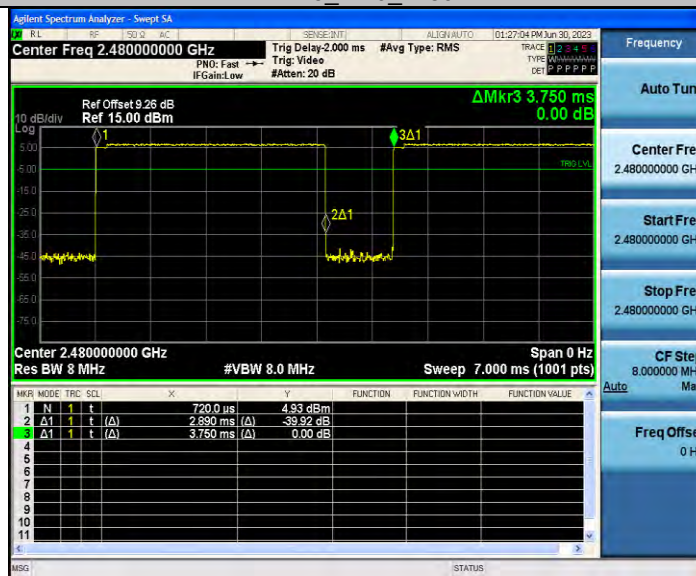 Agilent Spectrum Analyzer - Swept SA
RL RF 50 Ω AC SENSE:INT ALIGN AUTO 01:27:04 PM Jun 30, 2023
Center Freq 2.480000000 GHz
PNO: Fast
IFGain:Low
Trig Delay-2.000 ms
Trig: Video
#Atten: 20 dB
#Avg Type: RMS
TRACE 1 2 3 4 5 6
TYPE W
DET P P P P P P
Frequency
Ref Offset 9.26 dB
10 dB/div Ref 15.00 dBm
Log
ΔMkr3 3.750 ms
0.00 dB
1
3Δ1
2Δ1
TRIG LVL
5.00
-5.00
-15.0
-25.0
-35.0
-45.0
-55.0
-65.0
-75.0
Center 2.480000000 GHz
Res BW 8 MHz
#VBW 8.0 MHz
Span 0 Hz
Sweep 7.000 ms (1001 pts)
MKR MODE TRC SCL X Y FUNCTION FUNCTION WIDTH FUNCTION VALUE
1 N 1 t 720.0 µs 4.93 dBm
2 Δ1 1 t (Δ) 2.890 ms (Δ) -39.92 dB
3 Δ1 1 t (Δ) 3.750 ms (Δ) 0.00 dB
4
5
6
7
8
9
10
11
MSG STATUS
Auto Tun
Center Fre
2.480000000 GH
Start Fre
2.480000000 GH
Stop Fre
2.480000000 GH
CF Ste
8.000000 MH
Auto Ma
Freq Offse
0 H